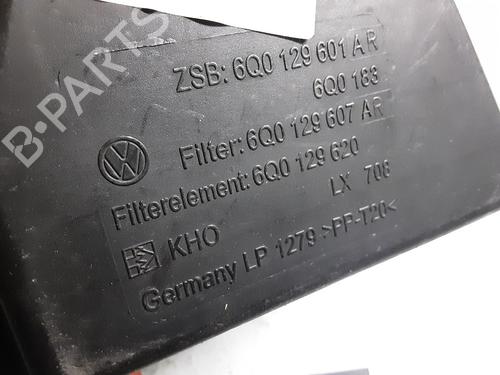 ZSB: 6Q0 129 601 A R
6Q0 183
Filter: 6Q0 129 607 AR
Filterelement: 6Q0 129 620
LX 708
KHO
Germany LP 1279 >PP-T20<
B-PARTS